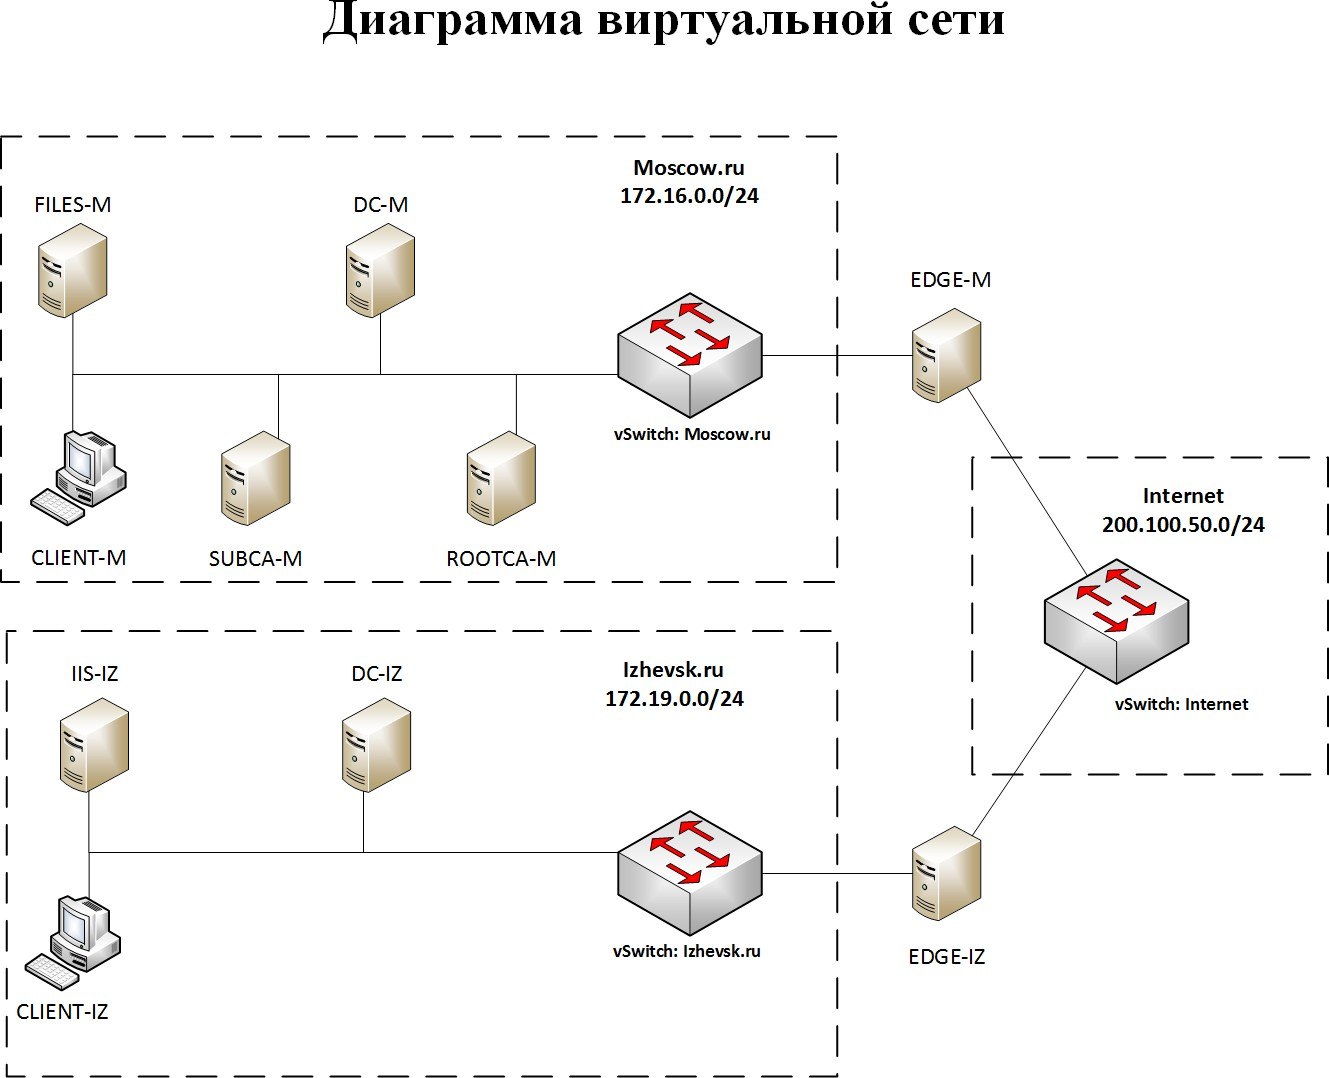 Диаграмма виртуальной сети
Moscow.ru
172.16.0.0/24
FILES-M
DC-M
EDGE-M
vSwitch: Moscow.ru
CLIENT-M
SUBCA-M
ROOTCA-M
Internet
200.100.50.0/24
vSwitch: Internet
Izhevsk.ru
172.19.0.0/24
IIS-IZ
DC-IZ
vSwitch: Izhevsk.ru
EDGE-IZ
CLIENT-IZ